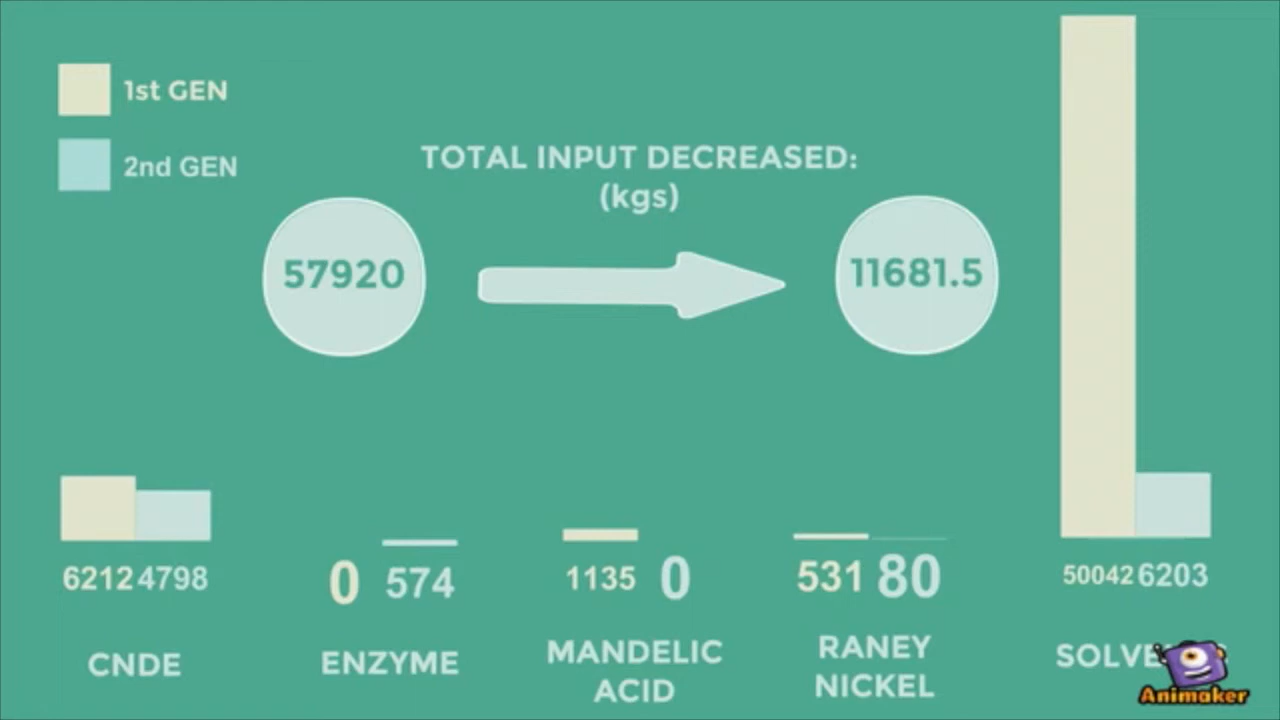 1st GEN
2nd GEN
TOTAL INPUT DECREASED:
(kgs)
57920
11681.5
6212 4798
0 574
1135 0
531 80
50042 6203
CNDE
ENZYME
MANDELIC
ACID
RANEY
NICKEL
Animaker